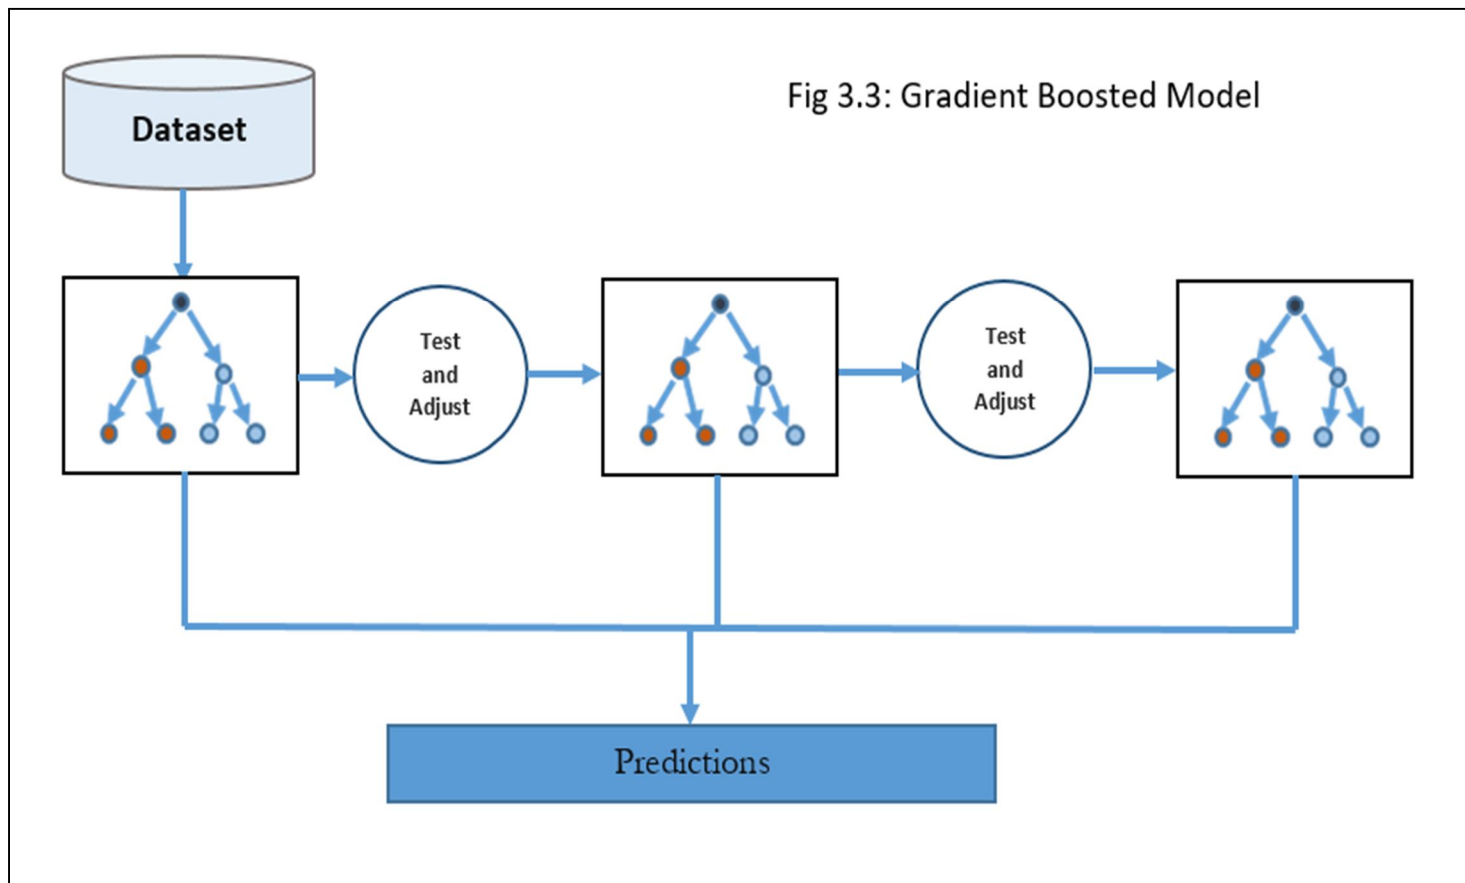 Fig 3.3: Gradient Boosted Model
Dataset
Test
and
Adjust
Test
and
Adjust
Predictions